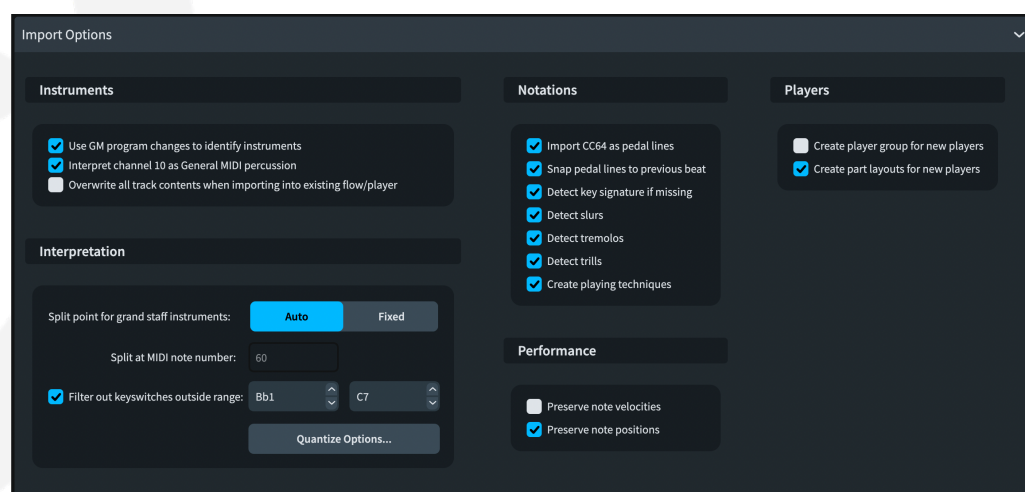 Import Options
Instruments
Use GM program changes to identify instruments
Interpret channel 10 as General MIDI percussion
Overwrite all track contents when importing into existing flow/player
Interpretation
Split point for grand staff instruments: Auto Fixed
Split at MIDI note number: 60
Filter out keyswitches outside range: Bb1 C7
Quantize Options...
Notations
Import CC64 as pedal lines
Snap pedal lines to previous beat
Detect key signature if missing
Detect slurs
Detect tremolos
Detect trills
Create playing techniques
Performance
Preserve note velocities
Preserve note positions
Players
Create player group for new players
Create part layouts for new players